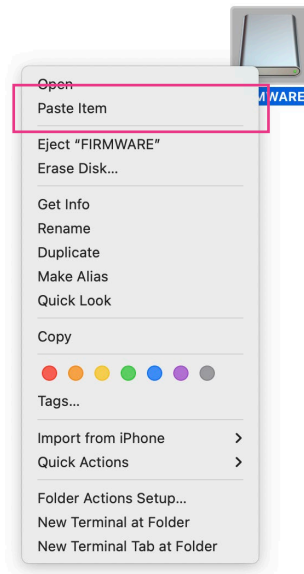 MWARE
Open
Paste Item
Eject “FIRMWARE”
Erase Disk...
Get Info
Rename
Duplicate
Make Alias
Quick Look
Copy
Tags...
Import from iPhone
Quick Actions
Folder Actions Setup...
New Terminal at Folder
New Terminal Tab at Folder